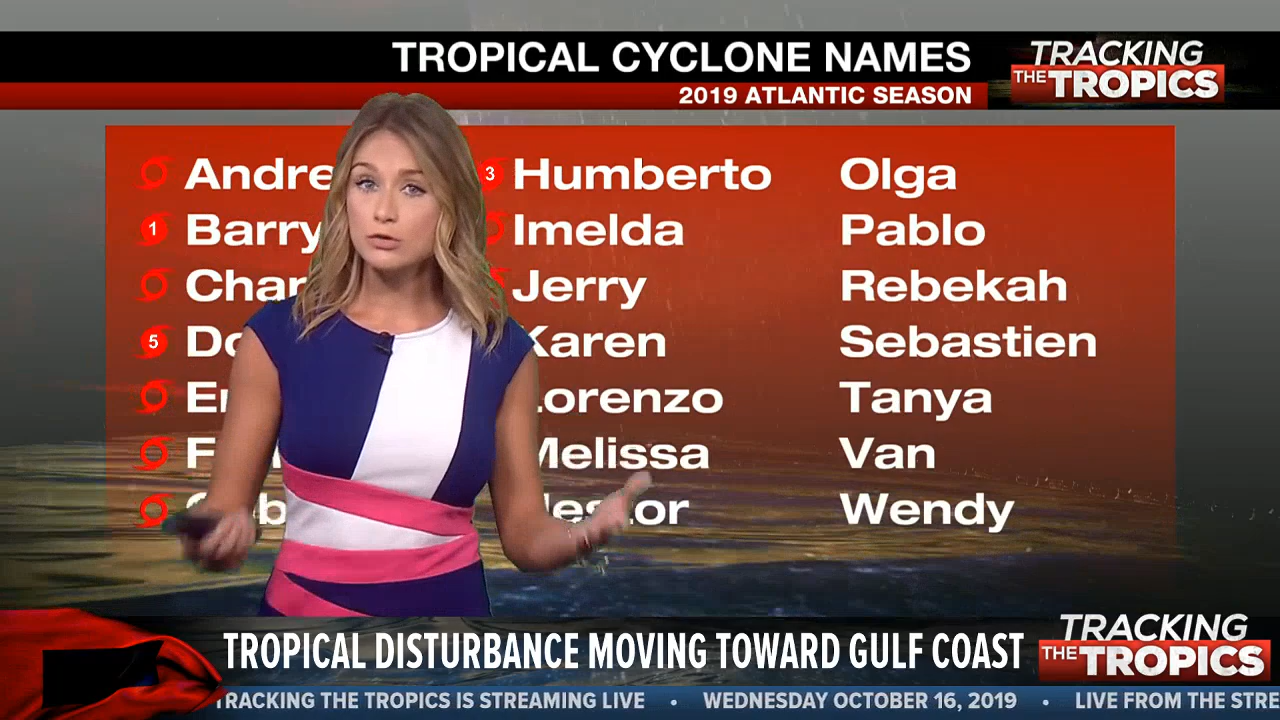 TROPICAL CYCLONE NAMES
2019 ATLANTIC SEASON
TRACKING
THE TROPICS
Andre
1 Barry
Char
5 Do
3 Humberto
Imelda
Jerry
Karen
Lorenzo
Melissa
Olga
Pablo
Rebekah
Sebastien
Tanya
Van
Wendy
TROPICAL DISTURBANCE MOVING TOWARD GULF COAST
TRACKING
THE TROPICS
TRACKING THE TROPICS IS STREAMING LIVE • WEDNESDAY OCTOBER 16, 2019 • LIVE FROM THE STRE